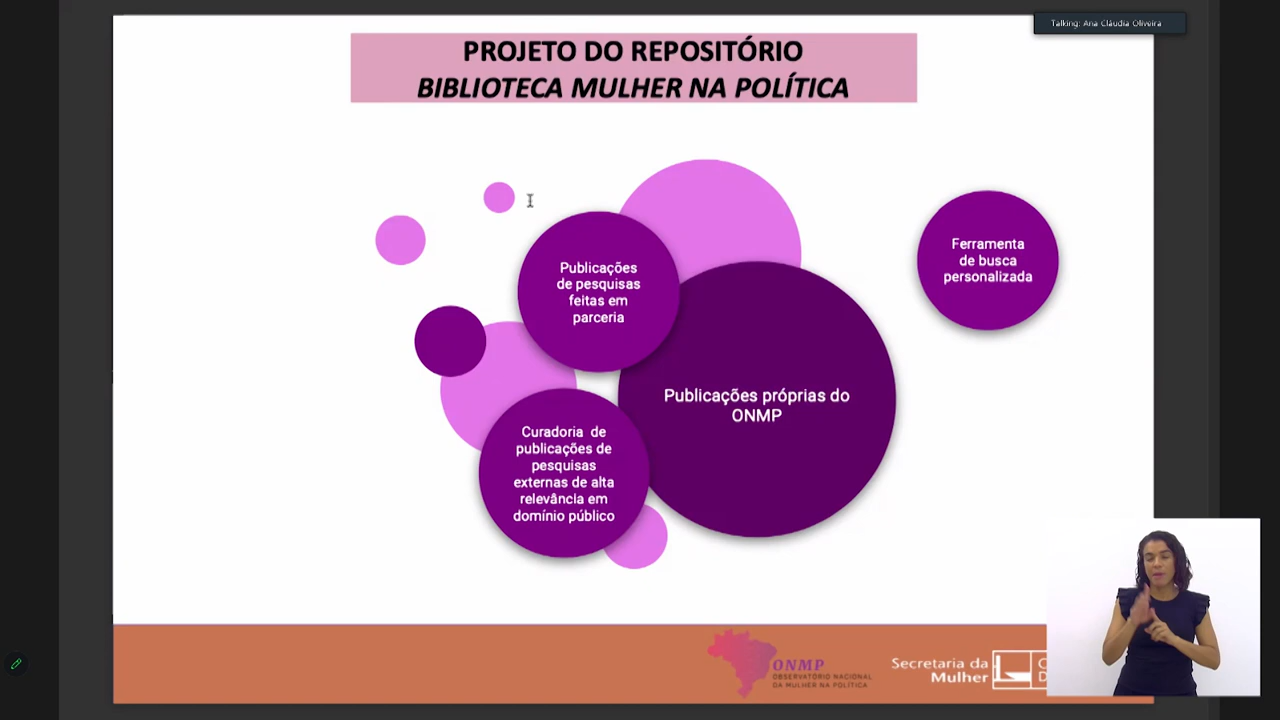 Talking: Ana Cláudia Oliveira
PROJETO DO REPOSITÓRIO
BIBLIOTECA MULHER NA POLÍTICA
Publicações
de pesquisas
feitas em
parceria
Ferramenta
de busca
personalizada
Publicações próprias do
ONMP
Curadoria de
publicações de
pesquisas
externas de alta
relevância em
domínio público
ONMP
OBSERVATÓRIO NACIONAL
DA MULHER NA POLÍTICA
Secretaria da
Mulher